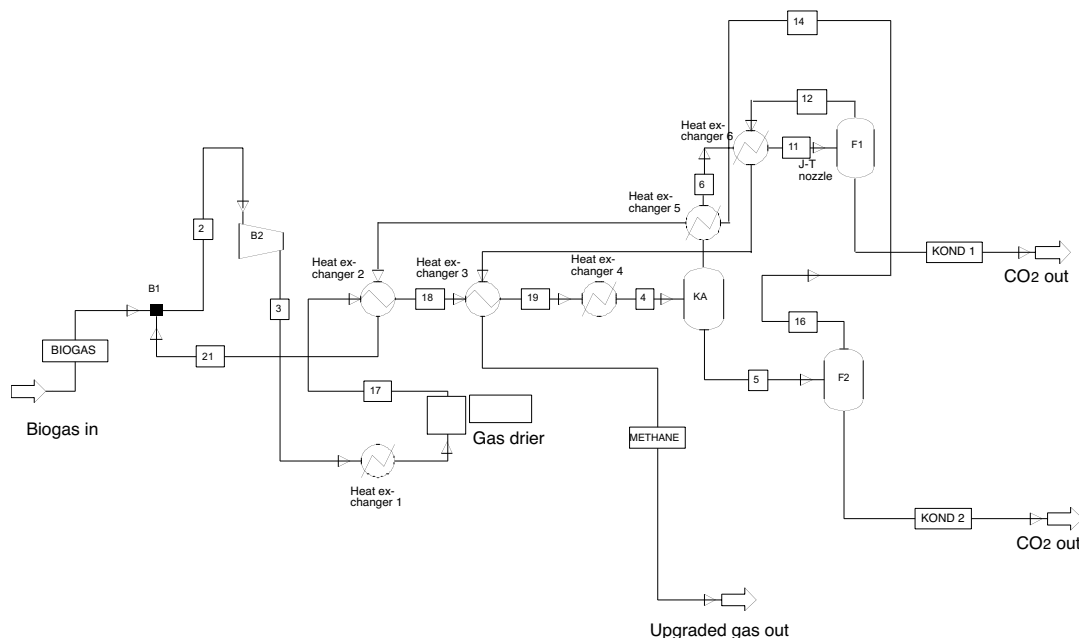 14
12
Heat ex-
changer 6
11
J-T
nozzle
F1
6
Heat ex-
changer 5
2
B2
KOND 1
CO2 out
Heat ex-
changer 2
Heat ex-
changer 3
Heat ex-
changer 4
B1
3
18
19
4
KA
16
BIOGAS
21
5
F2
17
Biogas in
Gas drier
METHANE
Heat ex-
changer 1
KOND 2
CO2 out
Upgraded gas out